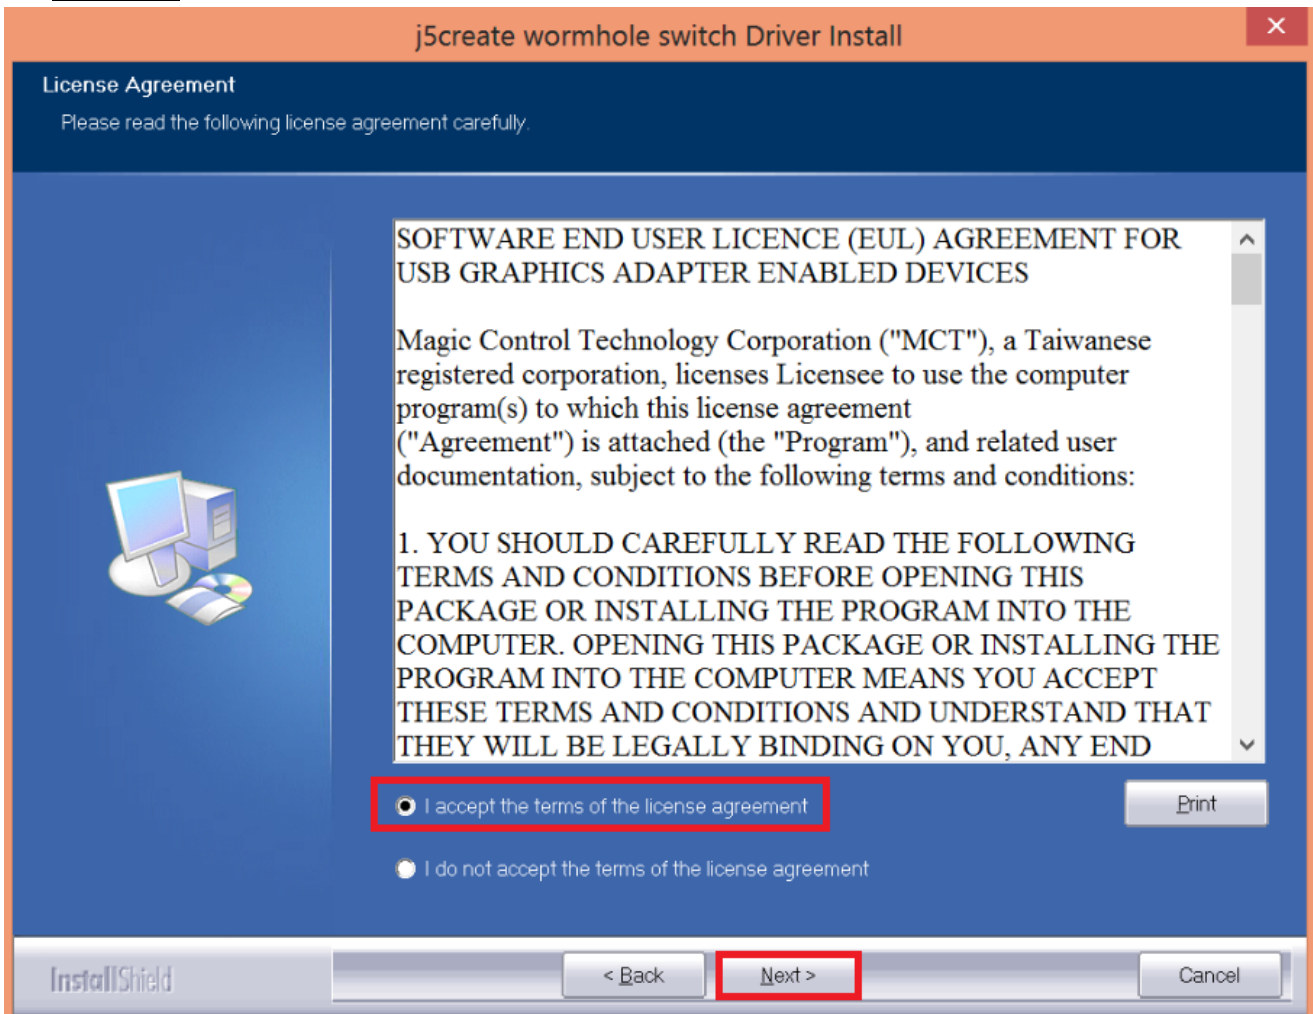 j5create wormhole switch Driver Install
License Agreement
Please read the following license agreement carefully.
SOFTWARE END USER LICENCE (EUL) AGREEMENT FOR
USB GRAPHICS ADAPTER ENABLED DEVICES
Magic Control Technology Corporation ("MCT"), a Taiwanese
registered corporation, licenses Licensee to use the computer
program(s) to which this license agreement
("Agreement") is attached (the "Program"), and related user
documentation, subject to the following terms and conditions:
1. YOU SHOULD CAREFULLY READ THE FOLLOWING
TERMS AND CONDITIONS BEFORE OPENING THIS
PACKAGE OR INSTALLING THE PROGRAM INTO THE
COMPUTER. OPENING THIS PACKAGE OR INSTALLING THE
PROGRAM INTO THE COMPUTER MEANS YOU ACCEPT
THESE TERMS AND CONDITIONS AND UNDERSTAND THAT
THEY WILL BE LEGALLY BINDING ON YOU, ANY END
I accept the terms of the license agreement
Print
I do not accept the terms of the license agreement
InstallShield
< Back
Next >
Cancel